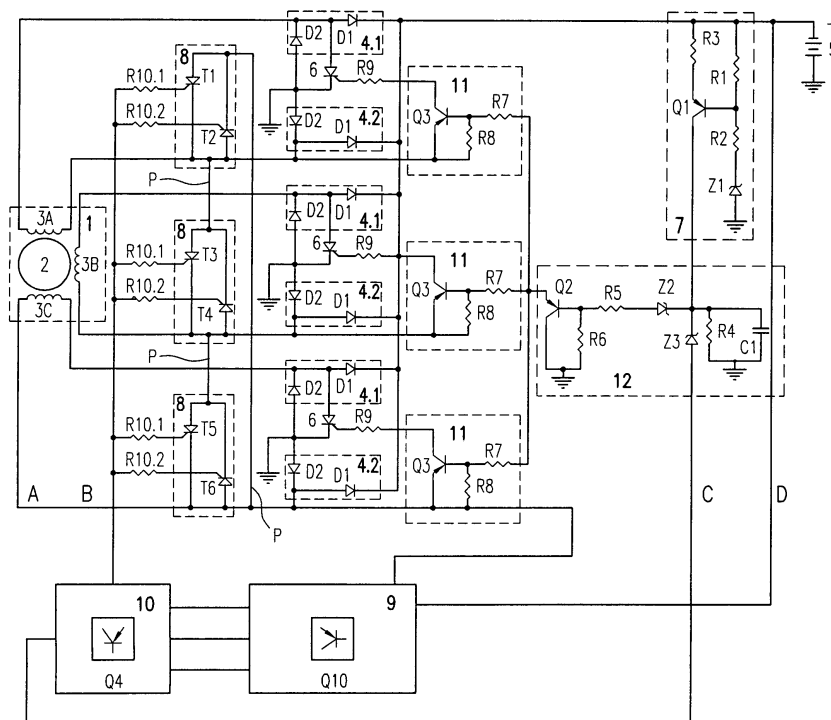 D2 D1 4.1
8
6 R9
R10.1 T1
11
R3
R1
R10.2
4.2
D2
D1
Q3
R7
R8
Q1
R2
T2
Z1
P
3A 1
8
D2 D1 4.1
7
2
3B
R10.1 T3
6 R9
11
R10.2
4.2
D2
D1
Q3
R7
R8
Q2
R5
Z2
3C
T4
R6
Z3
R4
C1
P
12
8
D2
D1
4.1
R10.1
T5
6 R9
11
R10.2
4.2
D2
D1
Q3
R7
R8
A B
T6
C D
P
10
9
Q4
Q10